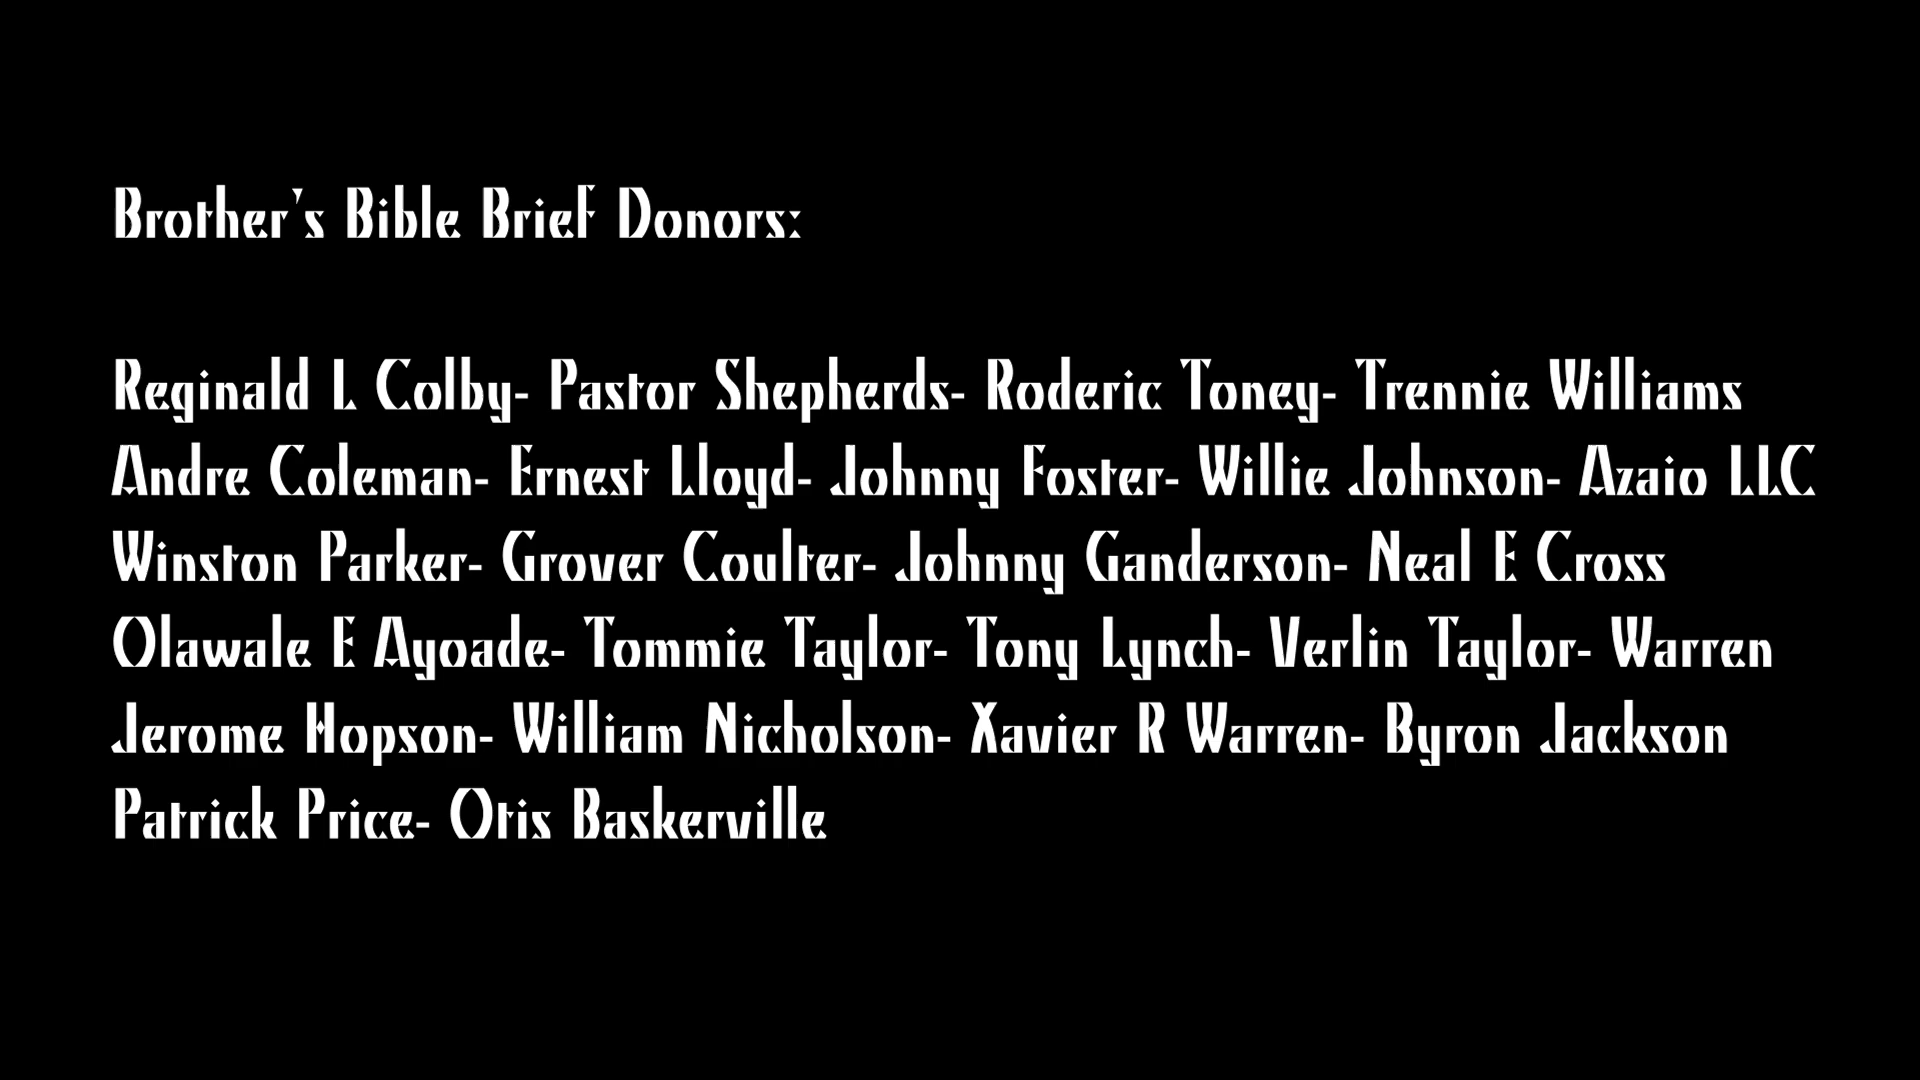 Brother's Bible Brief Donors:
Reginald L Colby- Pastor Shepherds- Roderic Toney- Trennie Williams
Andre Coleman- Ernest Lloyd- Johnny Foster- Willie Johnson- Azaio LLC
Winston Parker- Grover Coulter- Johnny Ganderson- Neal E Cross
Olawale E Ayoade- Tommie Taylor- Tony Lynch- Verlin Taylor- Warren
Jerome Hopson- William Nicholson- Xavier R Warren- Byron Jackson
Patrick Price- Otis Baskerville